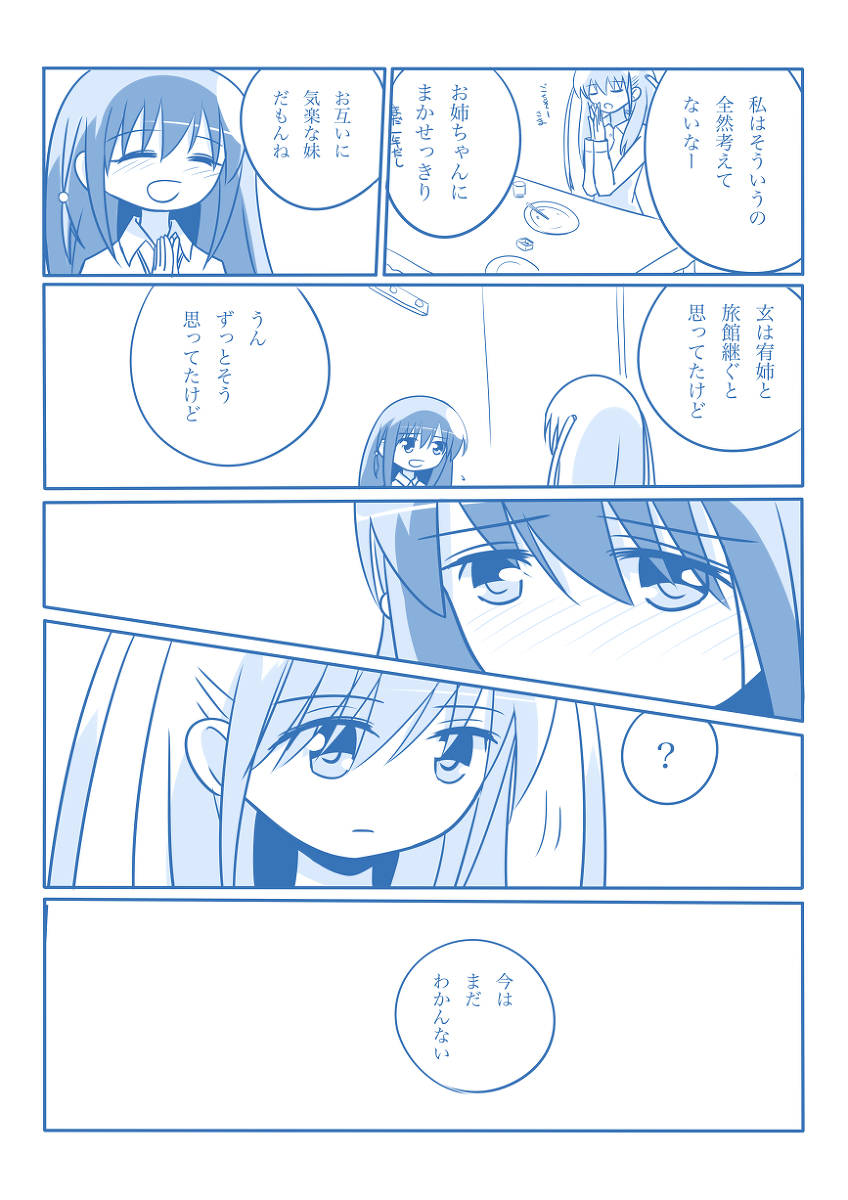 私はそういうの
全然考えて
ないなー
お姉ちゃんに
まかせっきり
お互いに
気楽な妹
だもんね
玄は宥姉と
旅館継ぐと
思ってたけど
うん
ずっとそう
思ってたけど
？
今は
まだ
わかんない